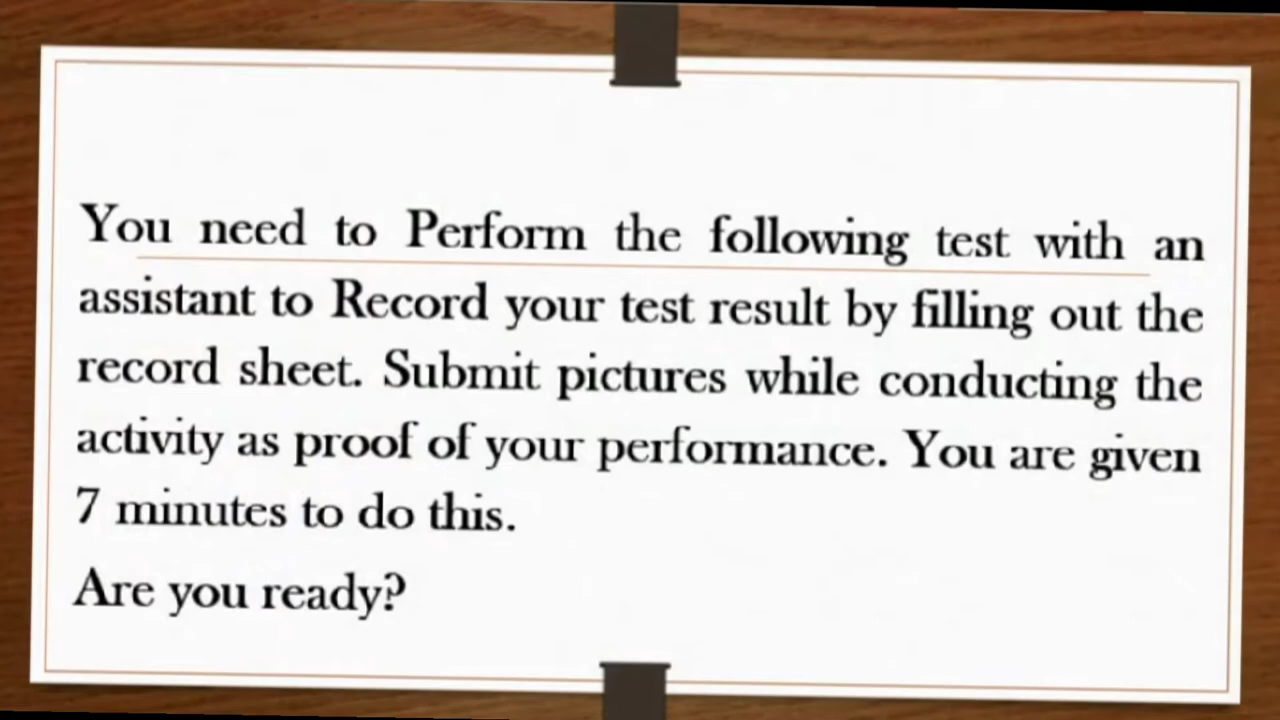 You need to Perform the following test with an
assistant to Record your test result by filling out the
record sheet. Submit pictures while conducting the
activity as proof of your performance. You are given
7 minutes to do this.
Are you ready?